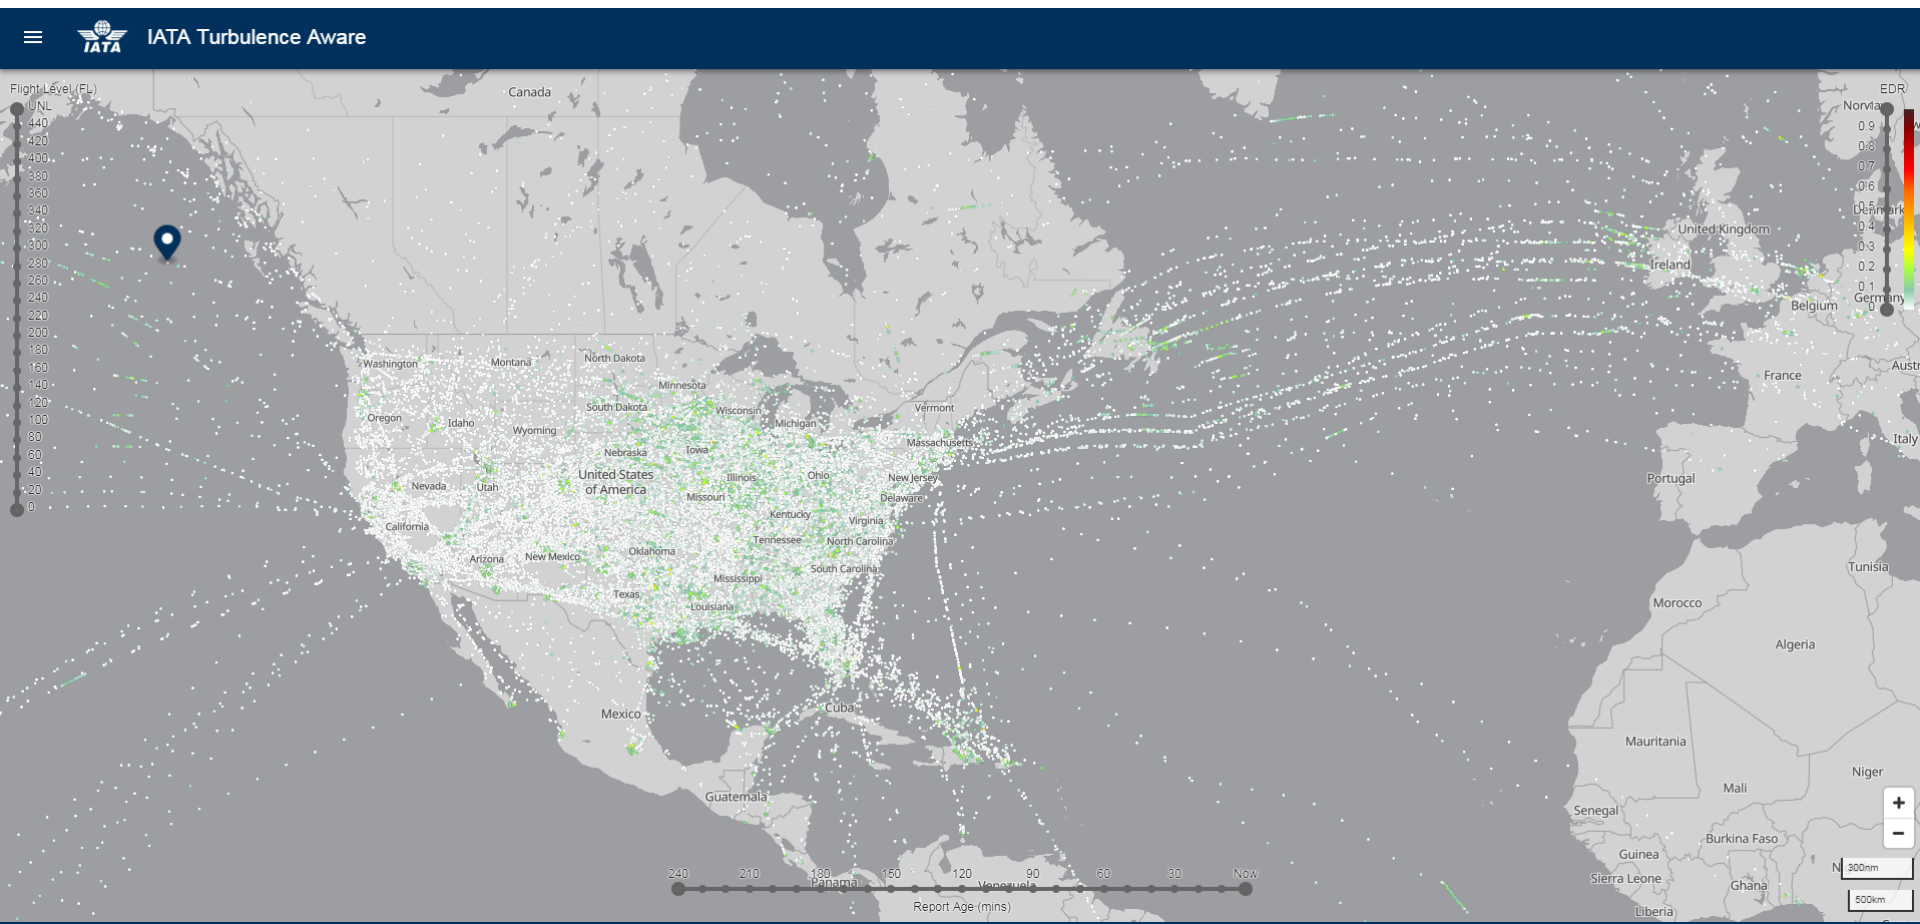 IATA
IATA Turbulence Aware
Flight Level (FL)
UNL
440
420
400
380
360
340
320
300
280
260
240
220
200
180
160
140
120
100
80
60
40
20
0
EDR
0.9
0.8
0.7
0.6
0.5
0.4
0.3
0.2
0.1
0
Canada
Norway
Denmark
United Kingdom
Ireland
Belgium
Germany
Austr
France
Italy
Portugal
Washington
Montana
North Dakota
Minnesota
Oregon
Idaho
South Dakota
Wisconsin
Vermont
Wyoming
Michigan
Massachusetts
Nebraska
Iowa
United States
of America
Illinois
Ohio
New Jersey
Nevada
Utah
Missouri
Delaware
California
Kentucky
Virginia
Tennessee
North Carolina
Arizona
New Mexico
Oklahoma
South Carolina
Mississippi
Texas
Louisiana
Mexico
Cuba
Guatemala
Panama
Venezuela
Tunisia
Morocco
Algeria
Mauritania
Niger
Mali
Senegal
Burkina Faso
Guinea
Sierra Leone
Ghana
Liberia
240
210
180
150
120
90
60
30
Now
Report Age (mins)
+
−
300nm
500km